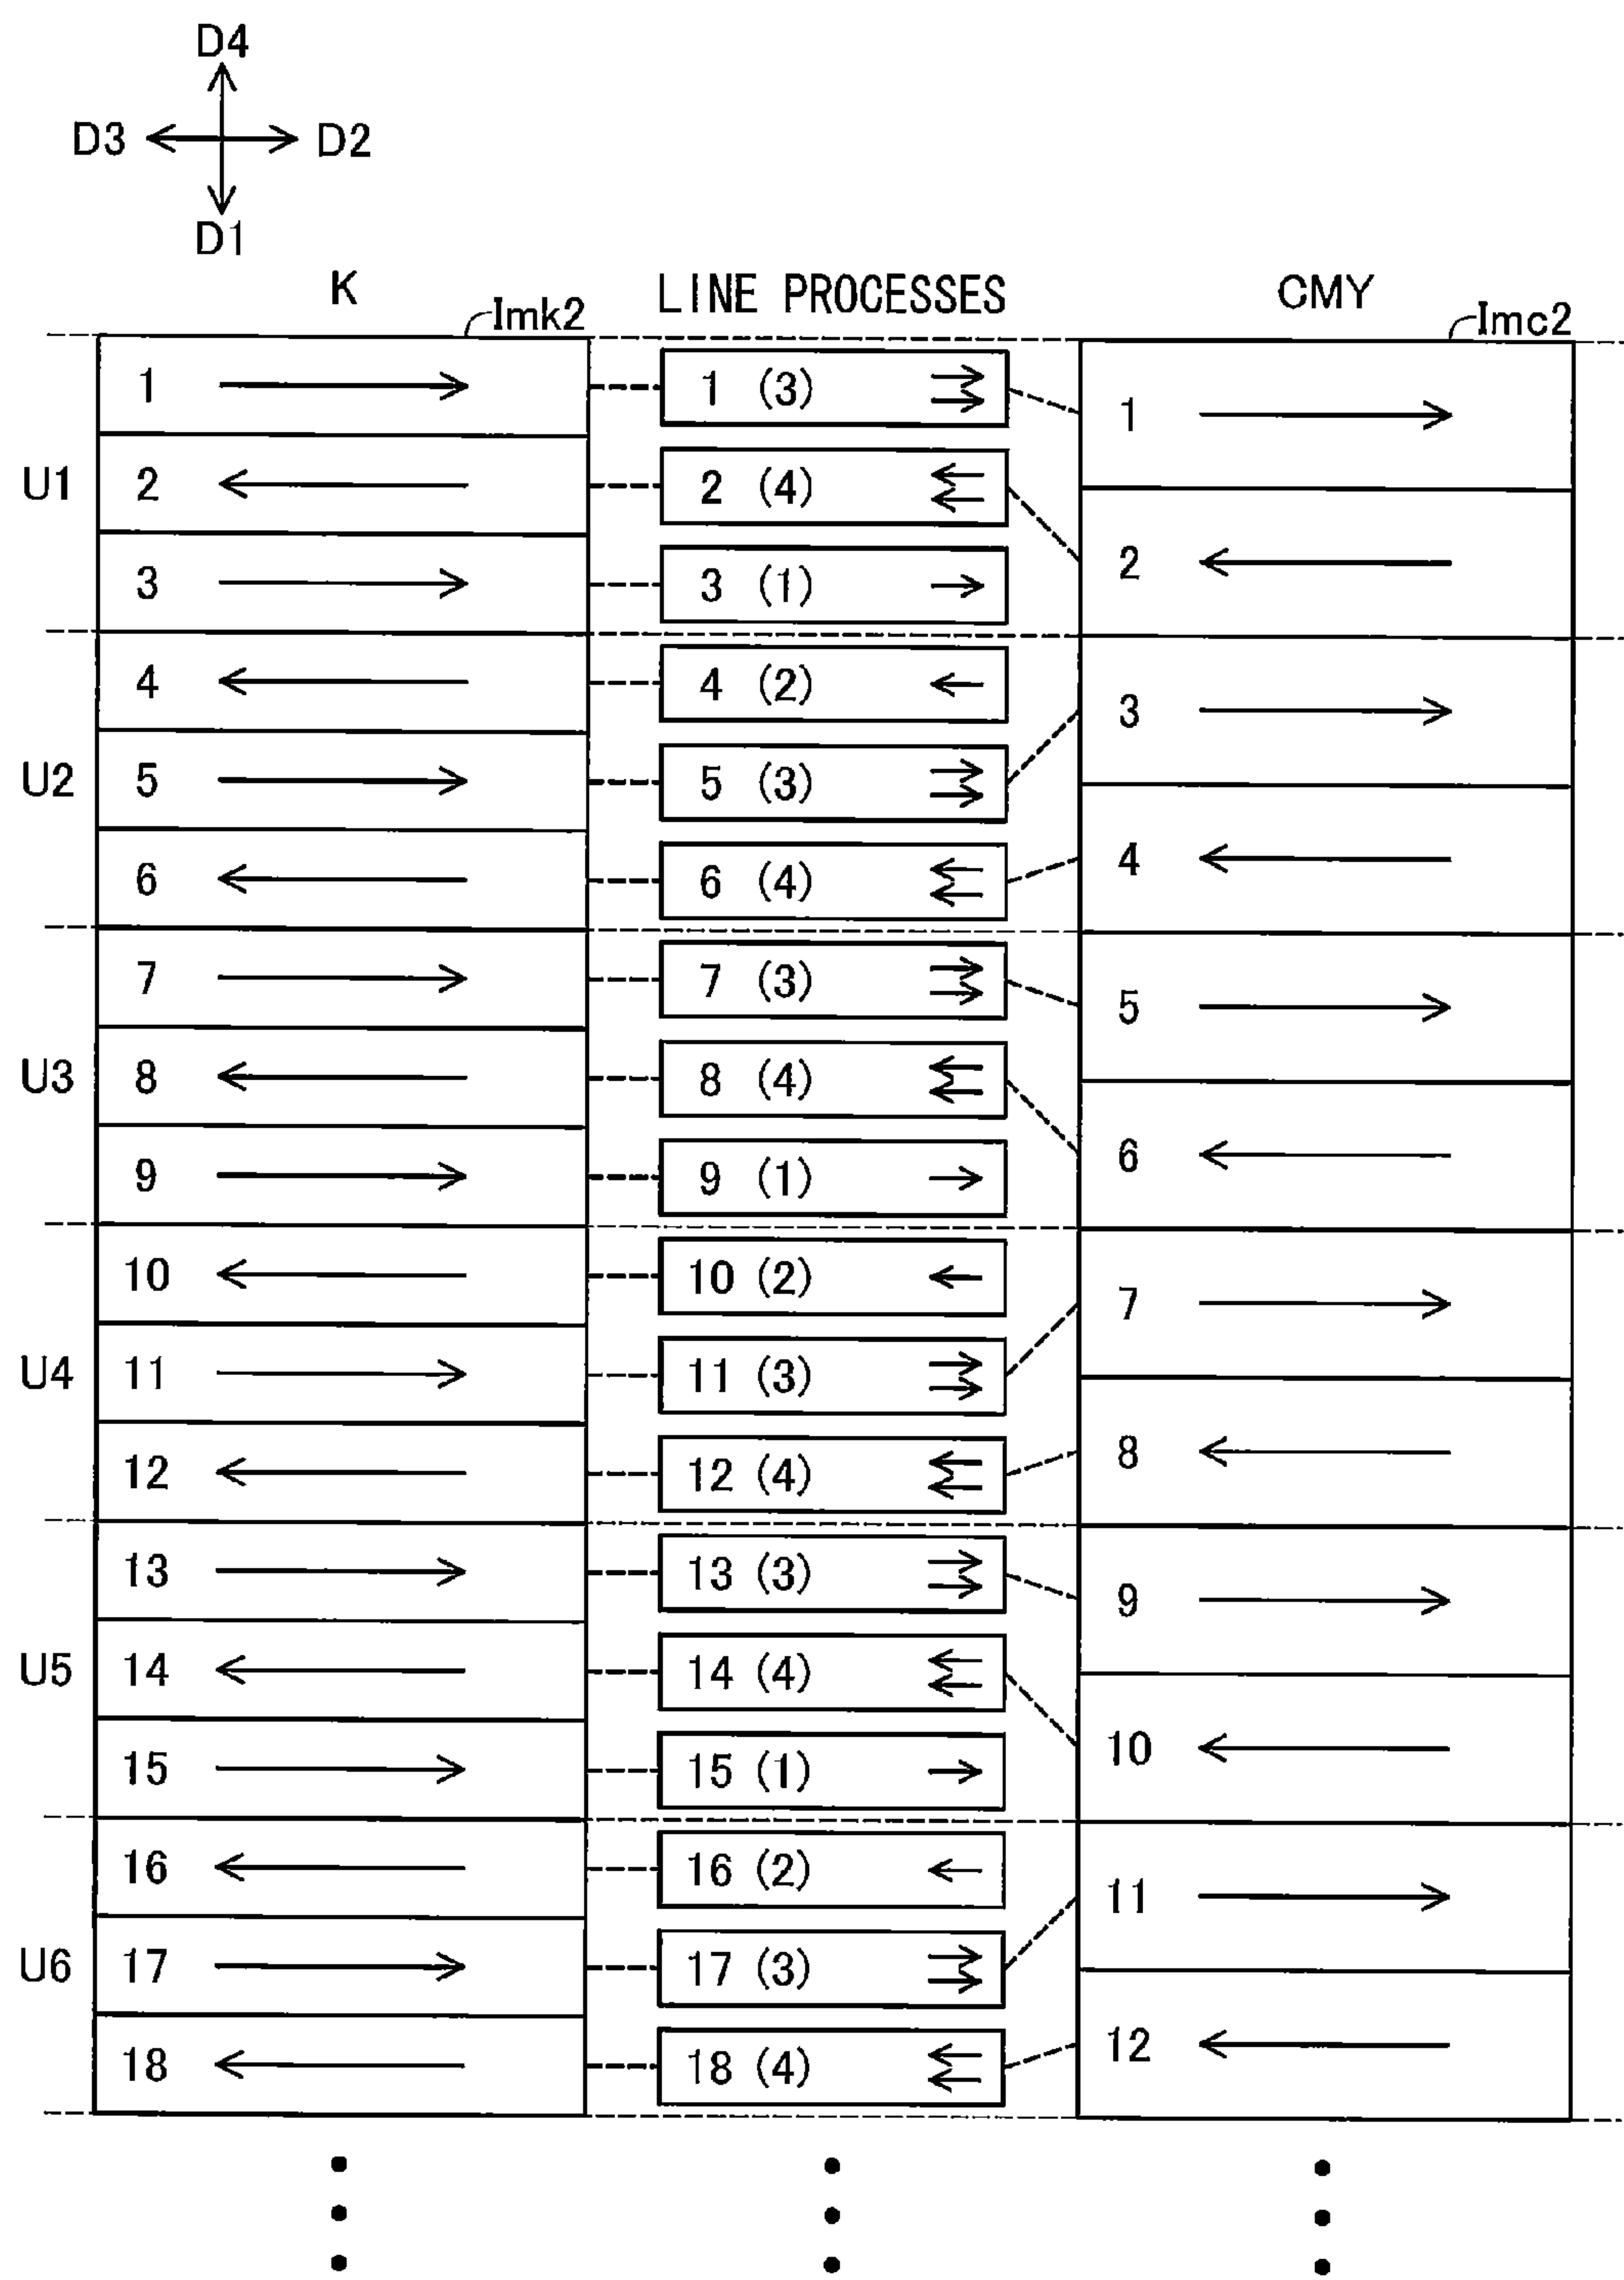 D4
D3 D2
D1
K LINE PROCESSES CMY
Imk2 Imc2
1 1 (3) 1
U1 2 2 (4) 2
3 3 (1)
4 4 (2) 3
U2 5 5 (3) 4
6 6 (4)
7 7 (3) 5
U3 8 8 (4) 6
9 9 (1)
10 10 (2) 7
U4 11 11 (3) 8
12 12 (4)
13 13 (3) 9
U5 14 14 (4) 10
15 15 (1)
16 16 (2) 11
U6 17 17 (3) 12
18 18 (4)